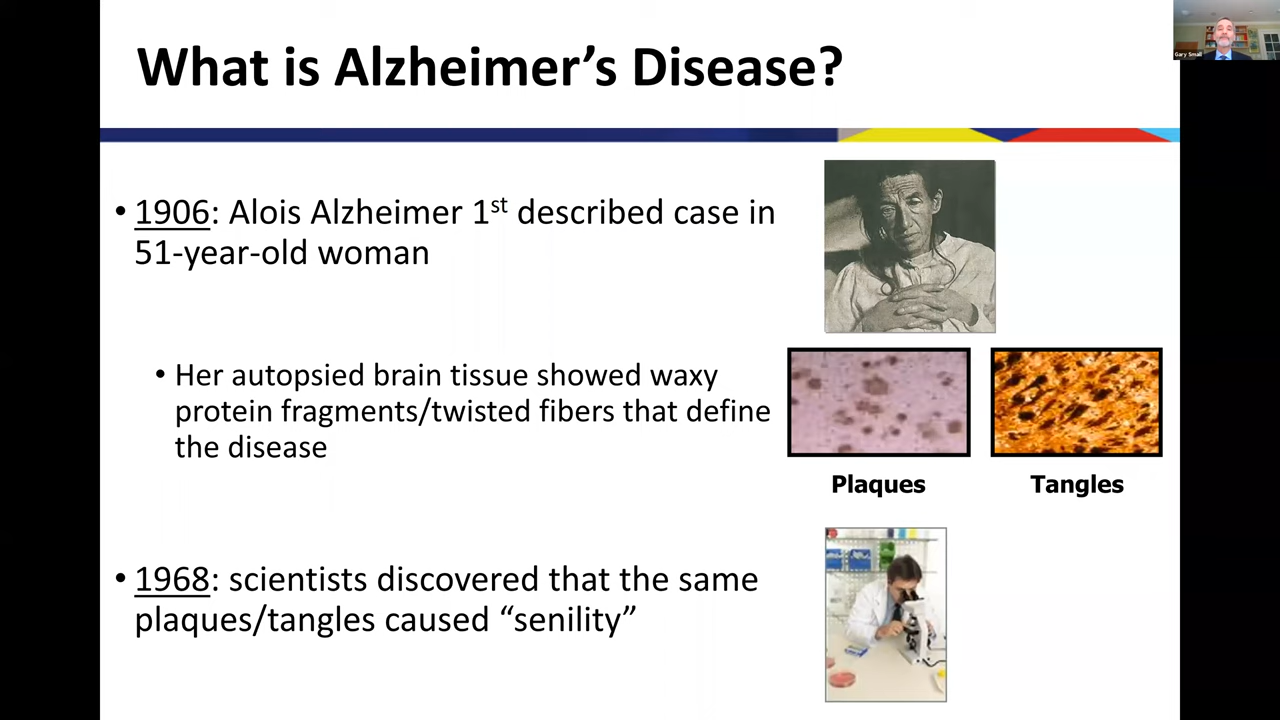 What is Alzheimer’s Disease?
Gary Small
• 1906: Alois Alzheimer 1st described case in
51-year-old woman
• Her autopsied brain tissue showed waxy
protein fragments/twisted fibers that define
the disease
Plaques
Tangles
• 1968: scientists discovered that the same
plaques/tangles caused “senility”